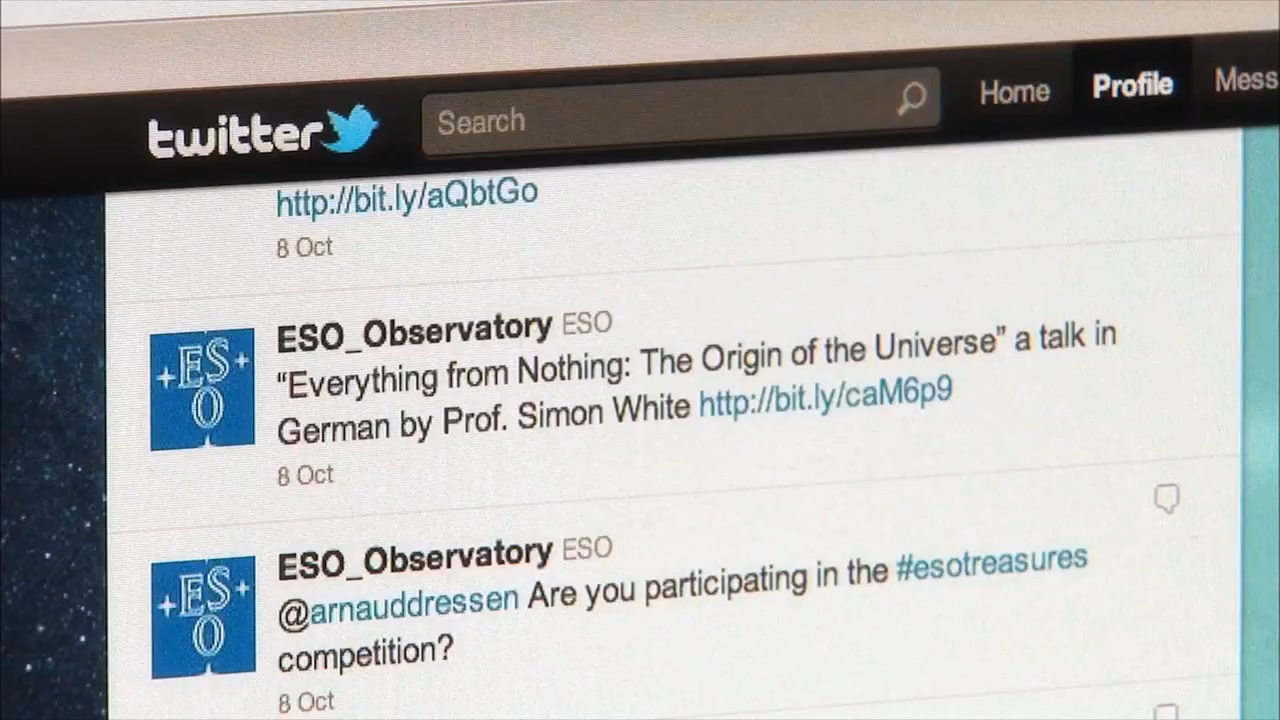 twitter
Search
Home
Profile
Mess
http://bit.ly/aQbtGo
8 Oct
ESO_Observatory ESO
“Everything from Nothing: The Origin of the Universe” a talk in
German by Prof. Simon White http://bit.ly/caM6p9
8 Oct
ESO_Observatory ESO
@arnauddressen Are you participating in the #esotreasures
competition?
8 Oct
ES
O
ES
O